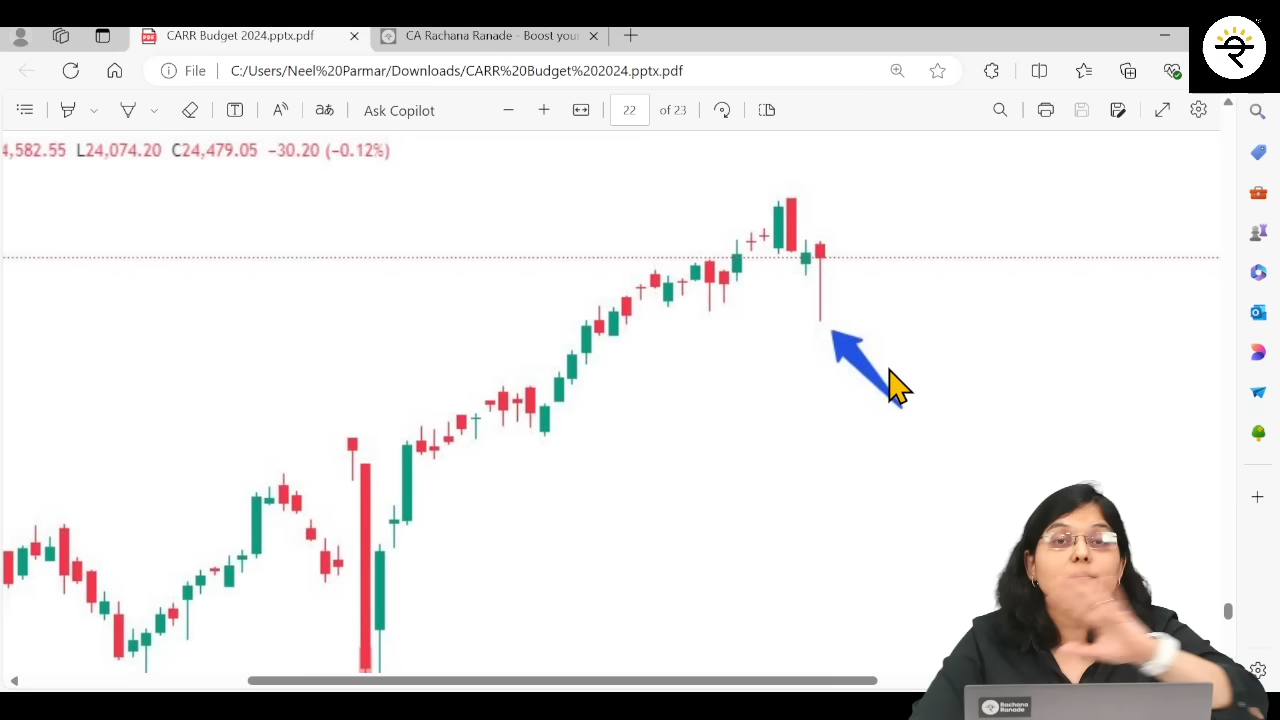 CARR Budget 2024.pptx.pdf
CA Rachana Ranade - Boost your
File
C:/Users/Neel%20Parmar/Downloads/CARR%20Budget%202024.pptx.pdf
Ask Copilot
22
of 23
4,582.55 L24,074.20 C24,479.05 −30.20 (−0.12%)
Rachana
Ranade